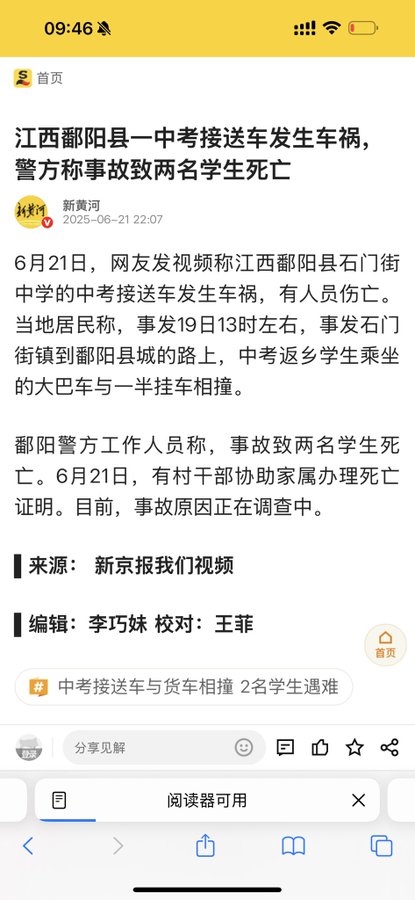 09:46
首页
江西鄱阳县一中考接送车发生车祸，
警方称事故致两名学生死亡
新黄河
新黄河
2025-06-21 22:07
6月21日，网友发视频称江西鄱阳县石门街
中学的中考接送车发生车祸，有人员伤亡。
当地居民称，事发19日13时左右，事发石门
街镇到鄱阳县城的路上，中考返乡学生乘坐
的大巴车与一半挂车相撞。
鄱阳警方工作人员称，事故致两名学生死
亡。6月21日，有村干部协助家属办理死亡
证明。目前，事故原因正在调查中。
来源： 新京报我们视频
编辑：李巧妹 校对：王菲
首页
# 中考接送车与货车相撞 2名学生遇难
登录
分享见解
阅读器可用